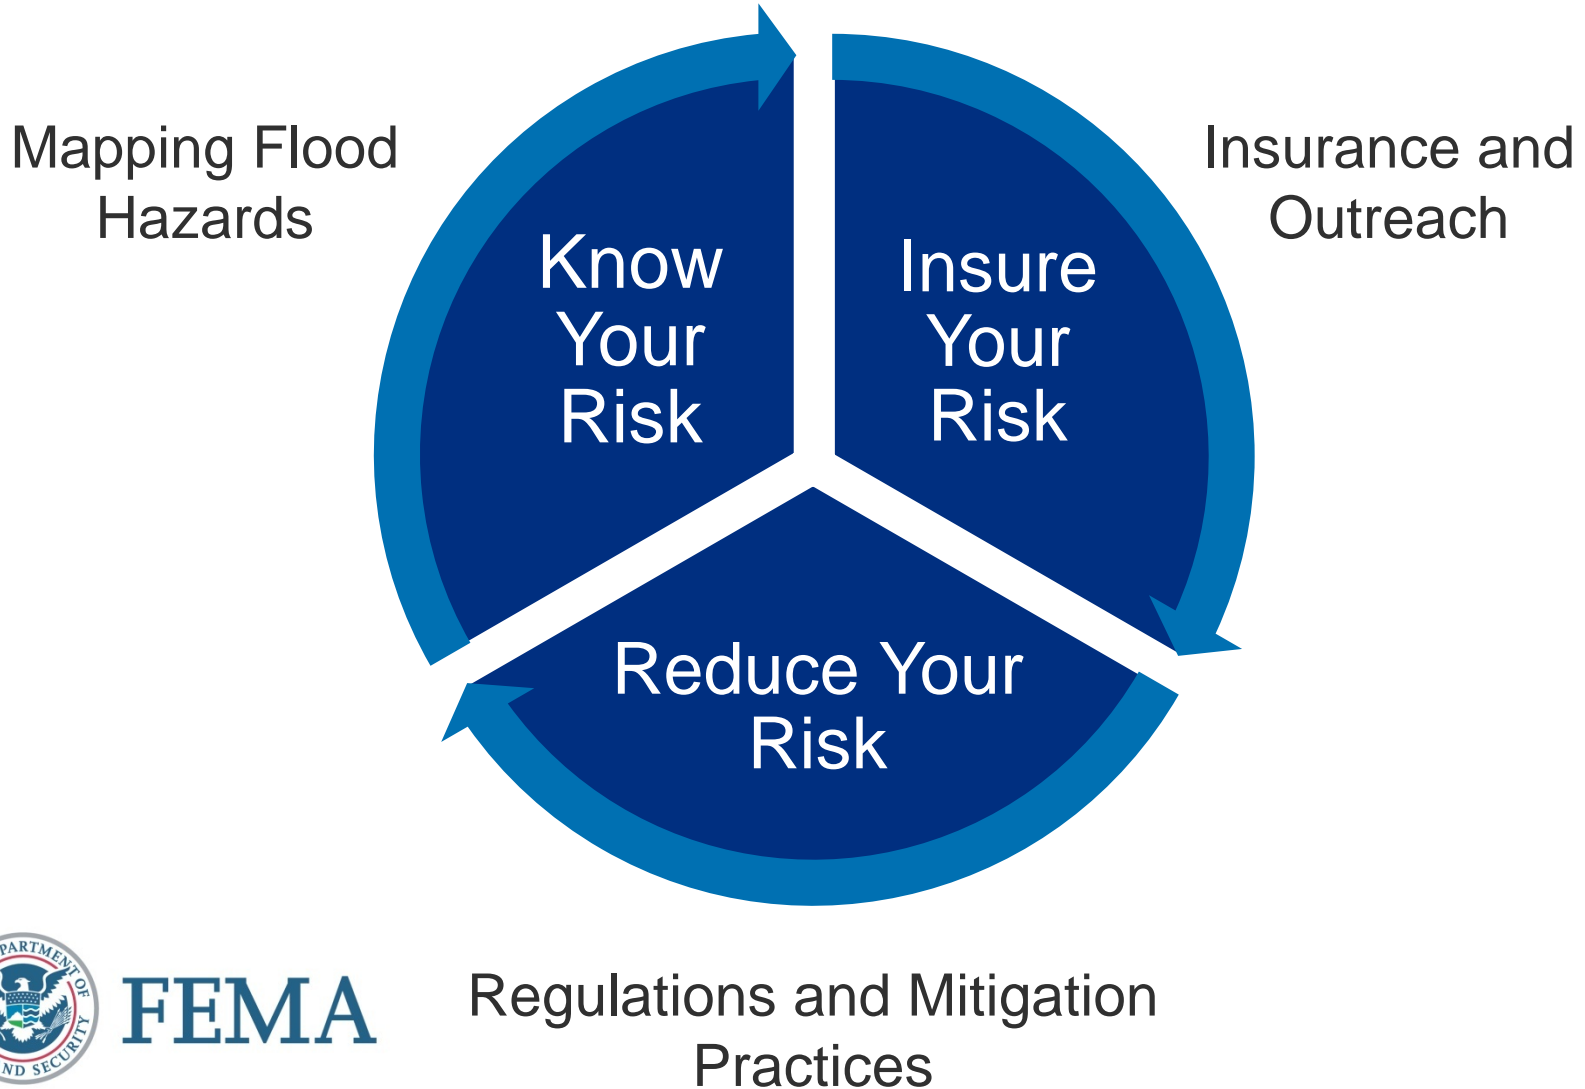 Mapping Flood
Hazards
Insurance and
Outreach
Know
Your
Risk
Insure
Your
Risk
Reduce Your
Risk
FEMA
Regulations and Mitigation
Practices